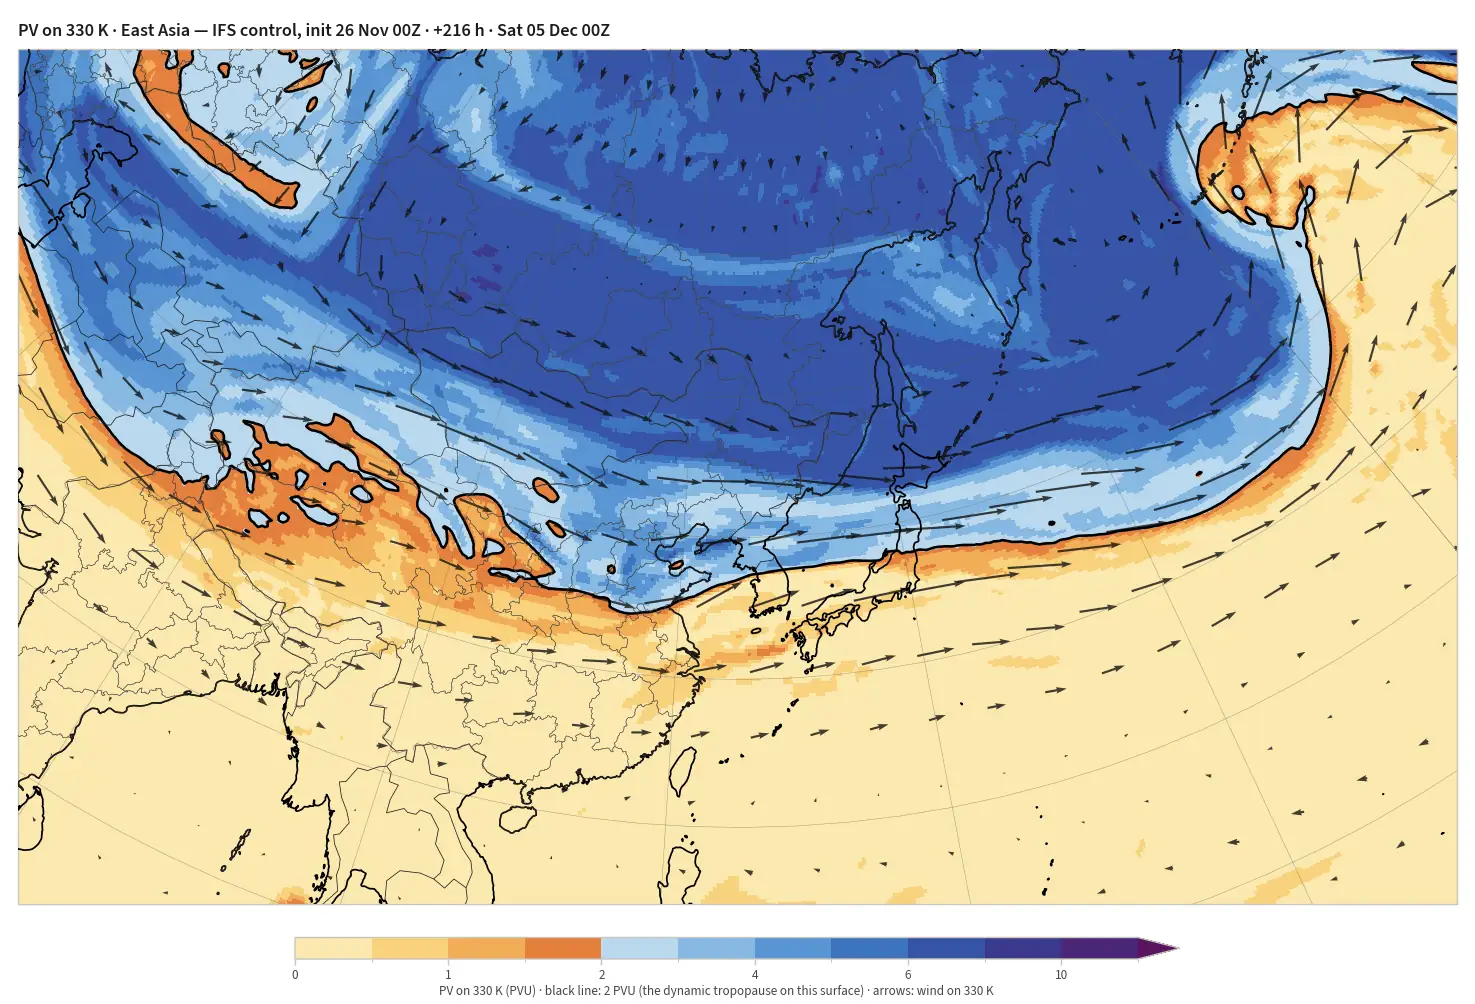 PV on 330 K · East Asia — IFS control, init 26 Nov 00Z · +216 h · Sat 05 Dec 00Z
0 1 2 4 6 10
PV on 330 K (PVU) · black line: 2 PVU (the dynamic tropopause on this surface) · arrows: wind on 330 K